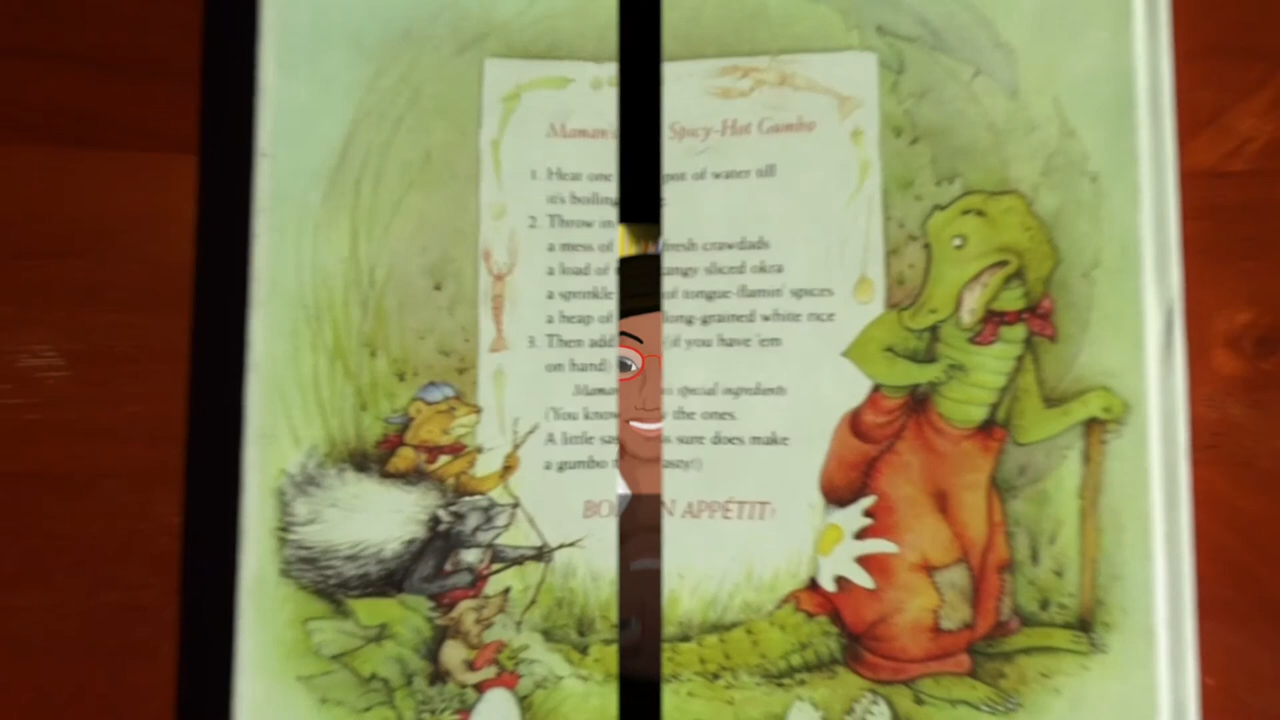 Maman's Spicy-Hot Gumbo
1. Heat one pot of water till
it's boiling
2. Throw in
a mess of fresh crawdads
a load of tangy sliced okra
a sprinkle of tongue-flamin' spices
a heap of long-grained white rice
3. Then add (if you have 'em
on hand)
Maman's special ingredients
(You know the ones.
A little sure does make
a gumbo tasty!)
BON APPÉTIT!